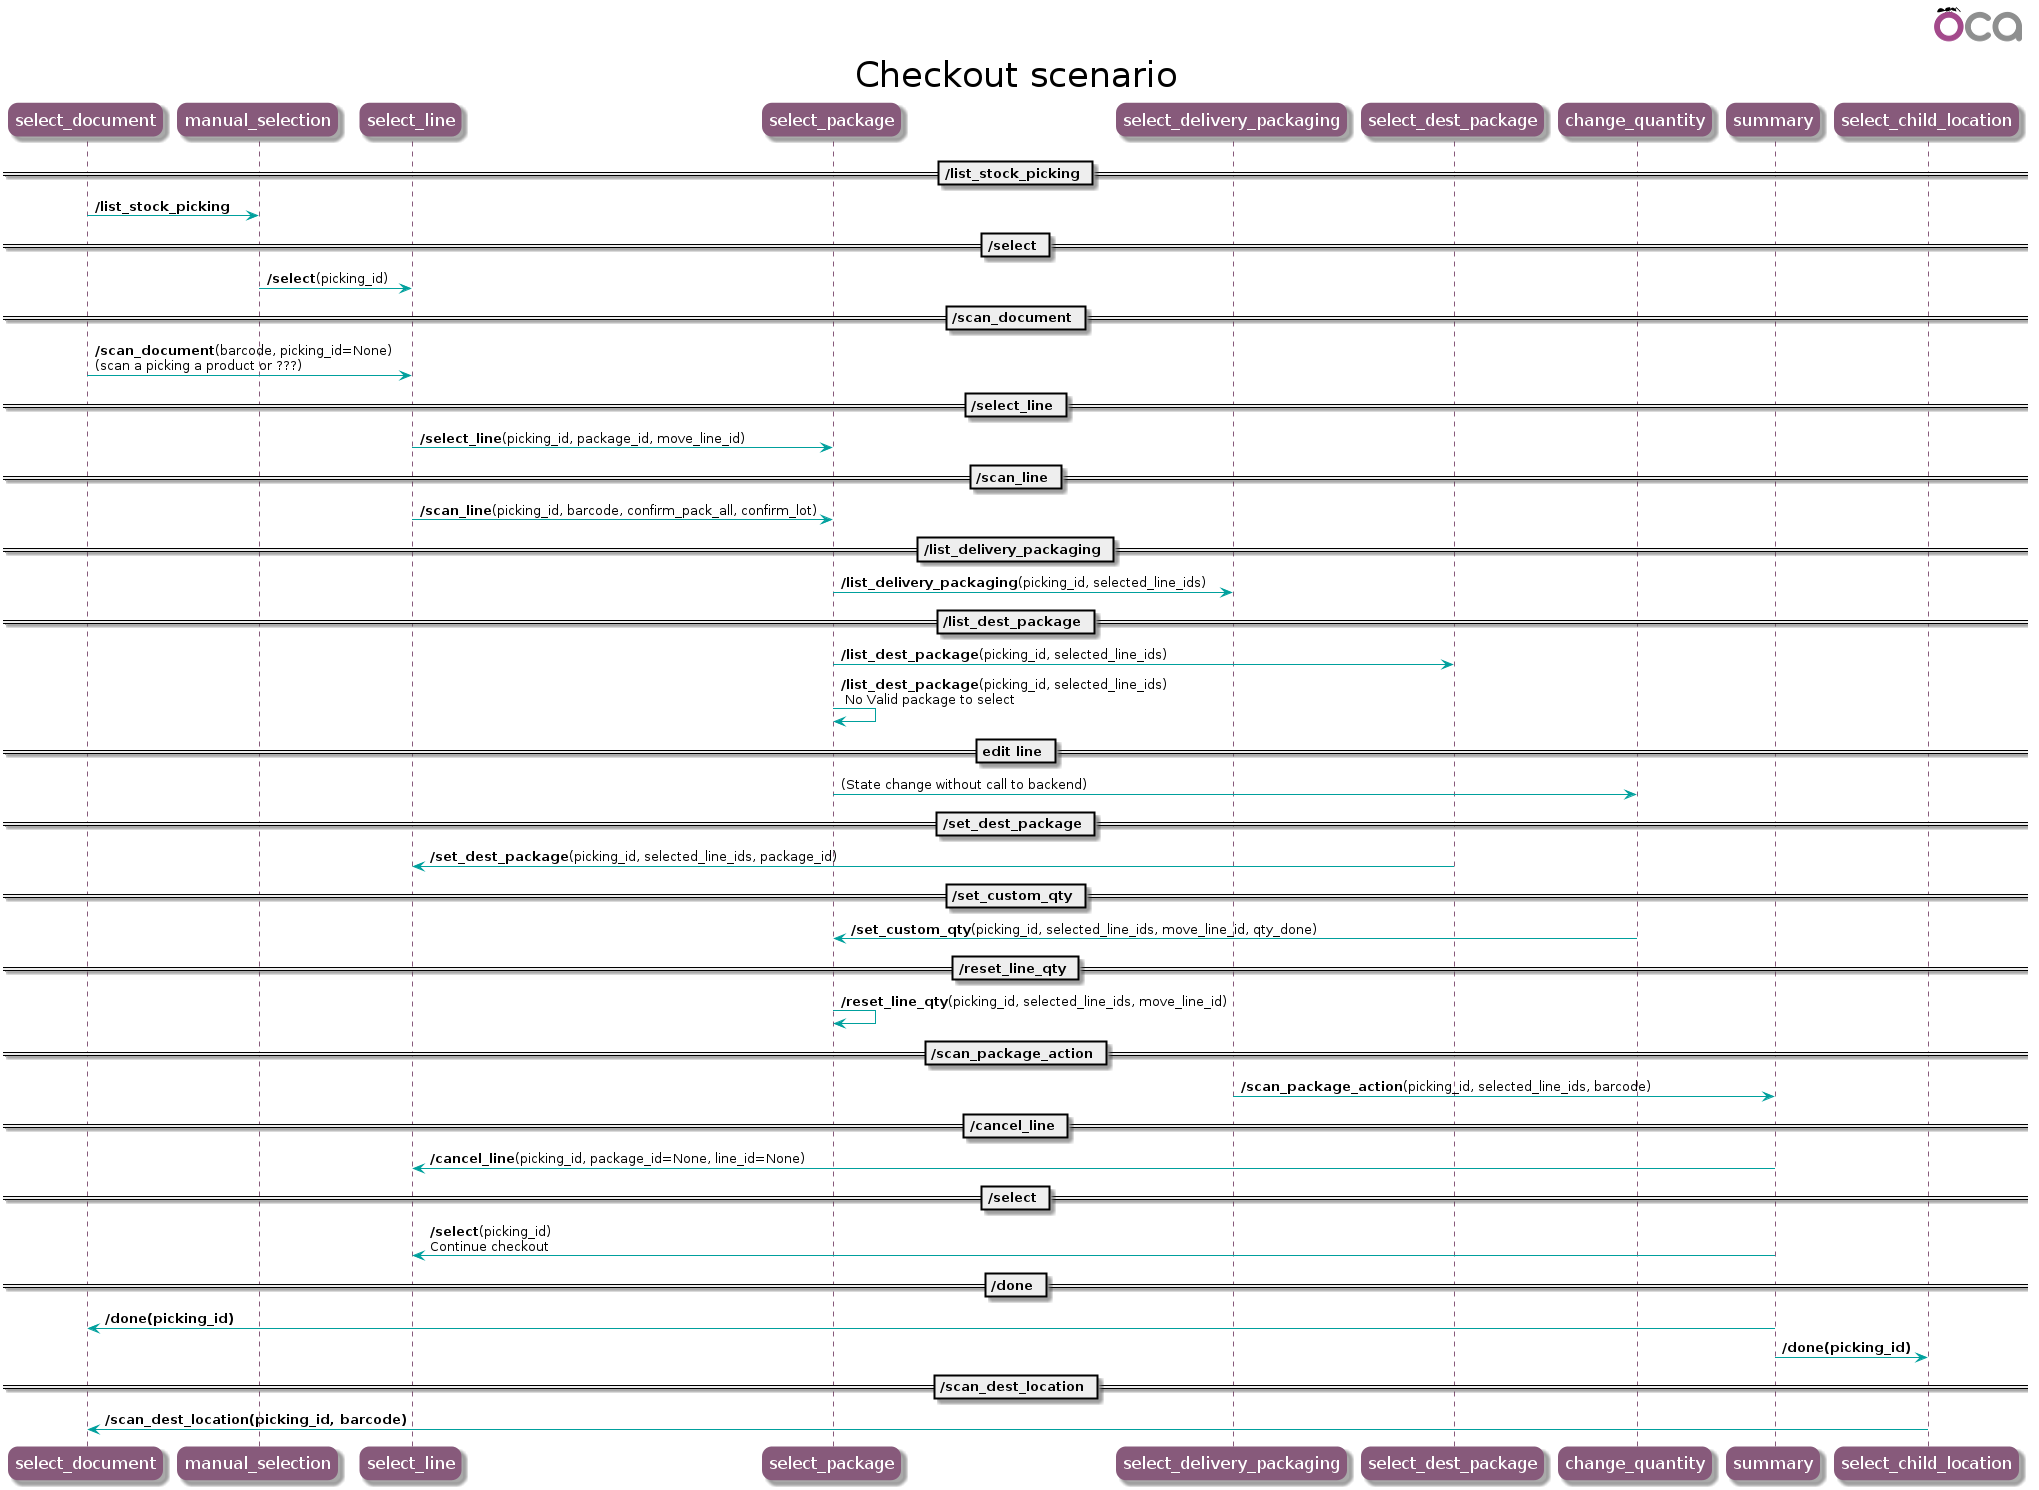 öca
Checkout scenario
select_document manual_selection select_line select_package select_delivery_packaging select_dest_package change_quantity summary select_child_location
/list_stock_picking
/list_stock_picking
/select
/select(picking_id)
/scan_document
/scan_document(barcode, picking_id=None)
(scan a picking a product or ???)
/select_line
/select_line(picking_id, package_id, move_line_id)
/scan_line
/scan_line(picking_id, barcode, confirm_pack_all, confirm_lot)
/list_delivery_packaging
/list_delivery_packaging(picking_id, selected_line_ids)
/list_dest_package
/list_dest_package(picking_id, selected_line_ids)
/list_dest_package(picking_id, selected_line_ids)
No Valid package to select
edit line
(State change without call to backend)
/set_dest_package
/set_dest_package(picking_id, selected_line_ids, package_id)
/set_custom_qty
/set_custom_qty(picking_id, selected_line_ids, move_line_id, qty_done)
/reset_line_qty
/reset_line_qty(picking_id, selected_line_ids, move_line_id)
/scan_package_action
/scan_package_action(picking_id, selected_line_ids, barcode)
/cancel_line
/cancel_line(picking_id, package_id=None, line_id=None)
/select
/select(picking_id)
Continue checkout
/done
/done(picking_id)
/done(picking_id)
/scan_dest_location
/scan_dest_location(picking_id, barcode)
select_document manual_selection select_line select_package select_delivery_packaging select_dest_package change_quantity summary select_child_location